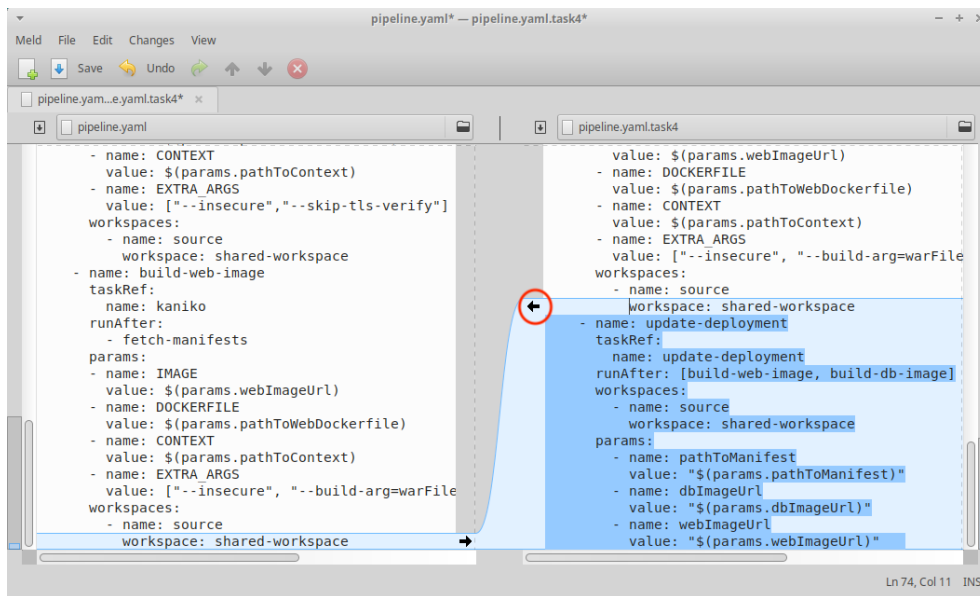 pipeline.yaml* — pipeline.yaml.task4*
Meld File Edit Changes View
Save Undo
pipeline.yam...e.yaml.task4*
pipeline.yaml
- name: CONTEXT
value: $(params.pathToContext)
- name: EXTRA_ARGS
value: ["--insecure","--skip-tls-verify"]
workspaces:
- name: source
workspace: shared-workspace
- name: build-web-image
taskRef:
name: kaniko
runAfter:
- fetch-manifests
params:
- name: IMAGE
value: $(params.webImageUrl)
- name: DOCKERFILE
value: $(params.pathToWebDockerfile)
- name: CONTEXT
value: $(params.pathToContext)
- name: EXTRA_ARGS
value: ["--insecure", "--build-arg=warFile
workspaces:
- name: source
workspace: shared-workspace
pipeline.yaml.task4
value: $(params.webImageUrl)
- name: DOCKERFILE
value: $(params.pathToWebDockerfile)
- name: CONTEXT
value: $(params.pathToContext)
- name: EXTRA_ARGS
value: ["--insecure", "--build-arg=warFile
workspaces:
- name: source
workspace: shared-workspace
- name: update-deployment
taskRef:
name: update-deployment
runAfter: [build-web-image, build-db-image]
workspaces:
- name: source
workspace: shared-workspace
params:
- name: pathToManifest
value: "$(params.pathToManifest)"
- name: dbImageUrl
value: "$(params.dbImageUrl)"
- name: webImageUrl
value: "$(params.webImageUrl)"
Ln 74, Col 11 INS